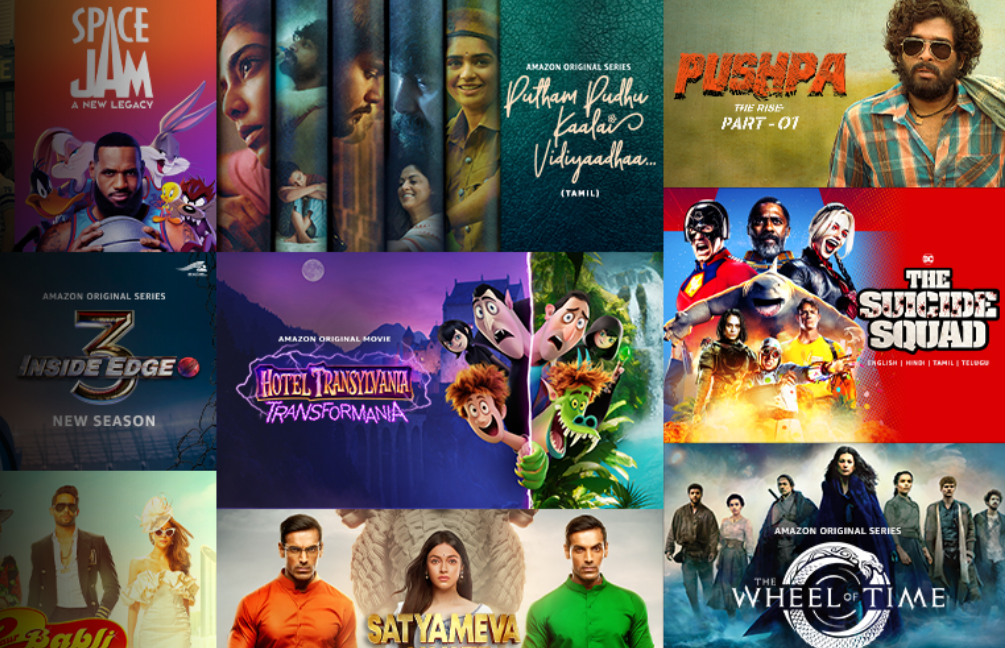 SPACE
JAM
A NEW LEGACY
AMAZON ORIGINAL SERIES
Putham Pudhu
Kaalai
Vidiyaadhaa...
(TAMIL)
PUSHPA
THE RISE
PART - 01
AMAZON ORIGINAL SERIES
3
INSIDE EDGE
NEW SEASON
AMAZON ORIGINAL MOVIE
HOTEL TRANSYLVANIA
TRANSFORMANIA
DC
THE
SUICIDE
SQUAD
ENGLISH | HINDI | TAMIL | TELUGU
Babli
SATYAMEVA
AMAZON ORIGINAL SERIES
THE
WHEEL OF TIME